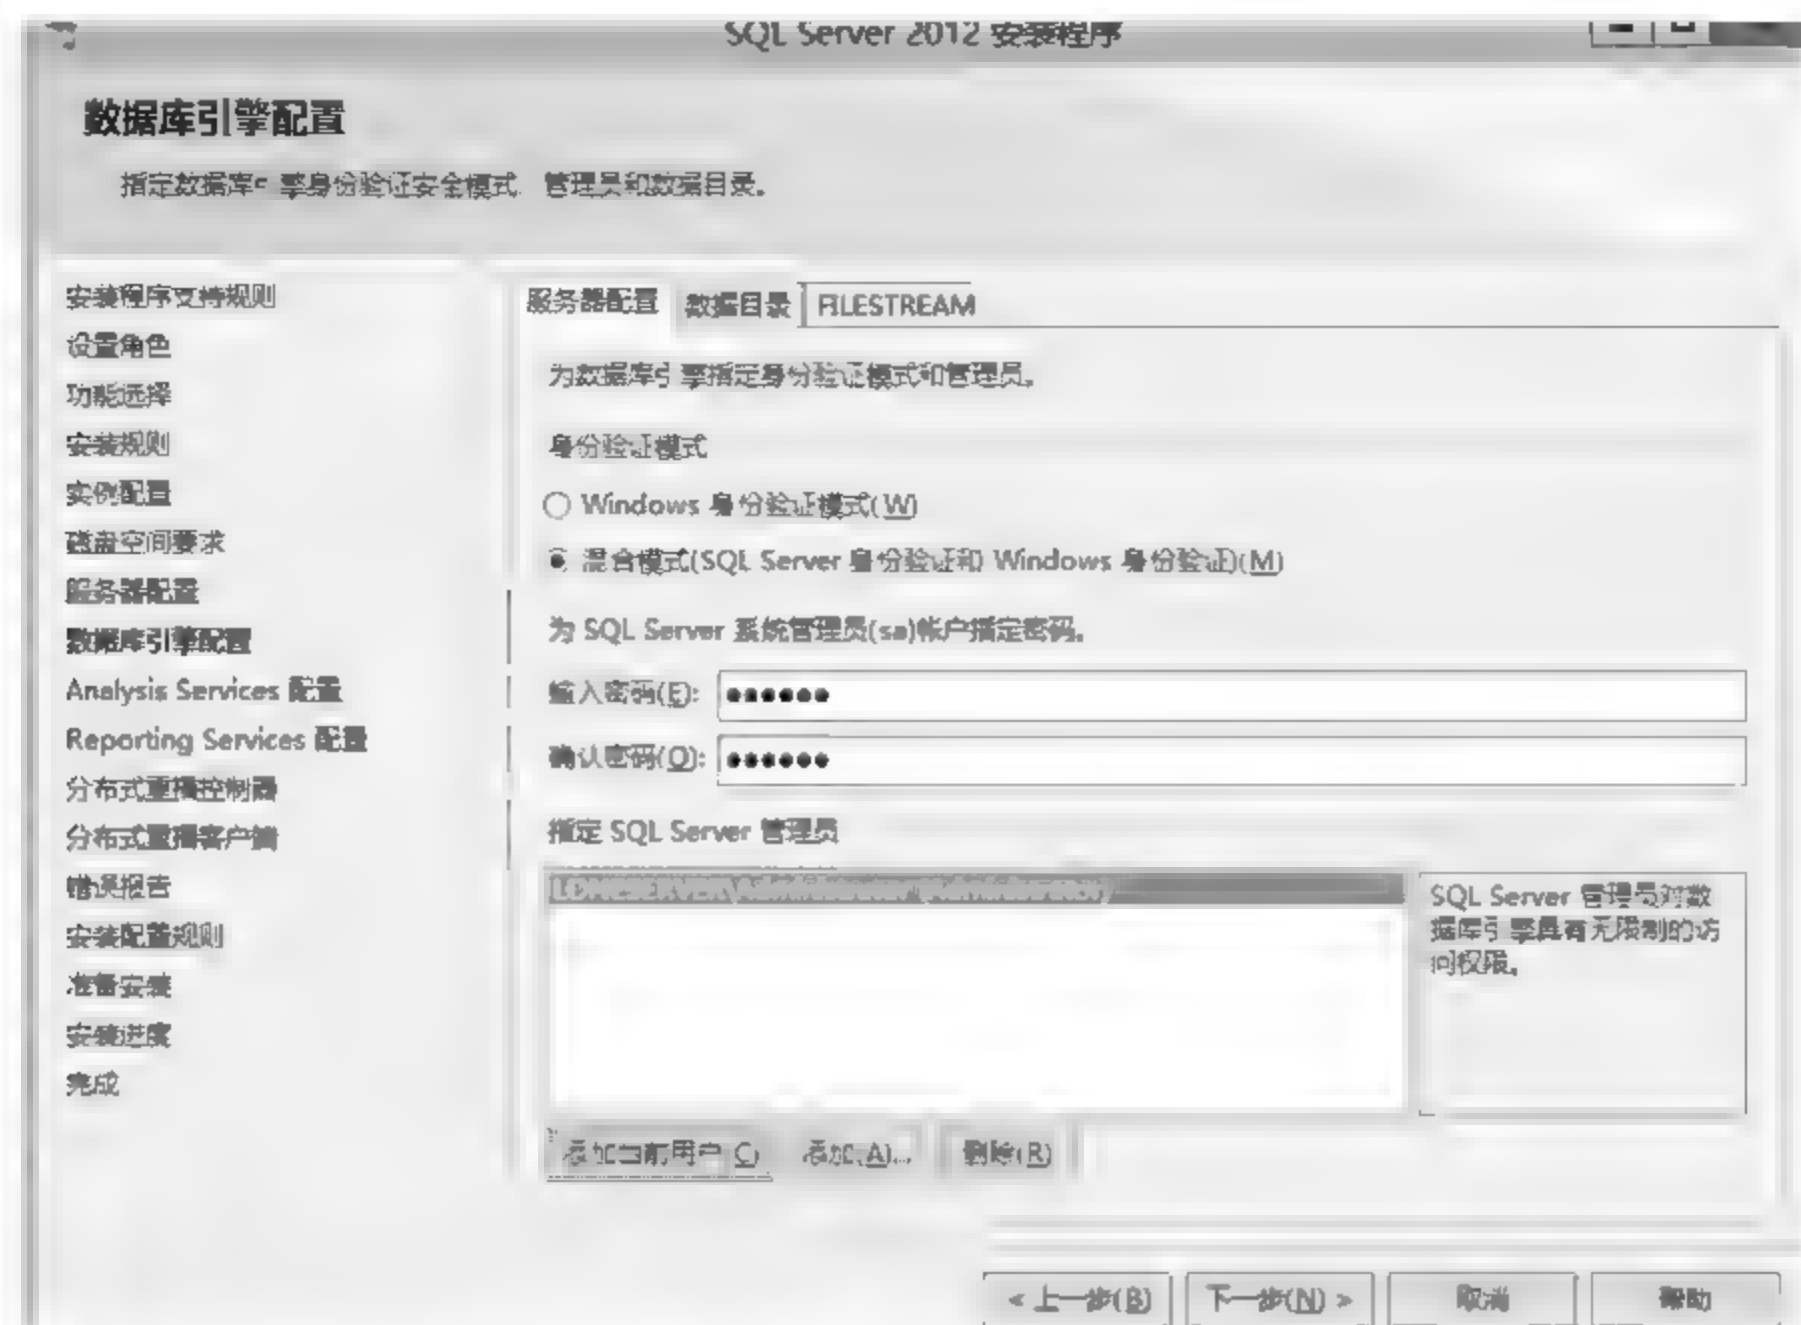 SQL Server 2012 安装程序
数据库引擎配置
指定数据库引擎身份验证安全模式、管理员和数据目录。
安装程序支持规则
设置角色
功能选择
安装规则
实例配置
磁盘空间要求
服务器配置
数据库引擎配置
Analysis Services 配置
Reporting Services 配置
分布式重播控制器
分布式重播客户端
错误报告
安装配置规则
准备安装
安装进度
完成
服务器配置 数据目录 FILESTREAM
为数据库引擎指定身份验证模式和管理员。
身份验证模式
Windows 身份验证模式(W)
混合模式(SQL Server 身份验证和 Windows 身份验证)(M)
为 SQL Server 系统管理员(sa)帐户指定密码。
输入密码(E): ●●●●●●
确认密码(O): ●●●●●●
指定 SQL Server 管理员
SQL Server 管理员对数
据库引擎具有无限制的访
问权限。
添加当前用户(C) 添加(A)... 删除(R)
< 上一步(B) 下一步(N) > 取消 帮助